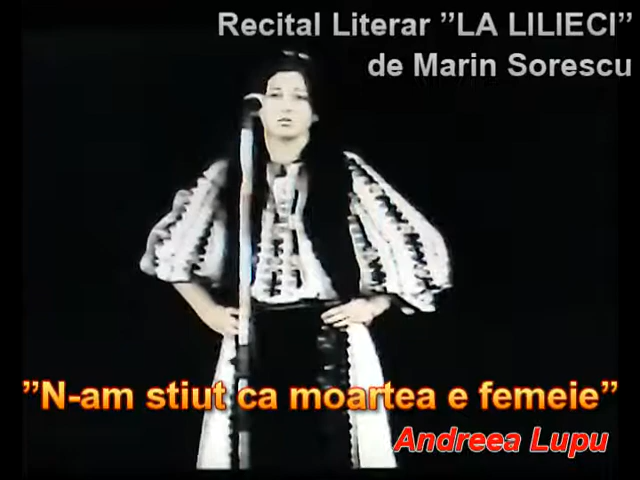 Recital Literar ”LA LILIECI”
de Marin Sorescu
”N-am stiut ca moartea e femeie”
Andreea Lupu